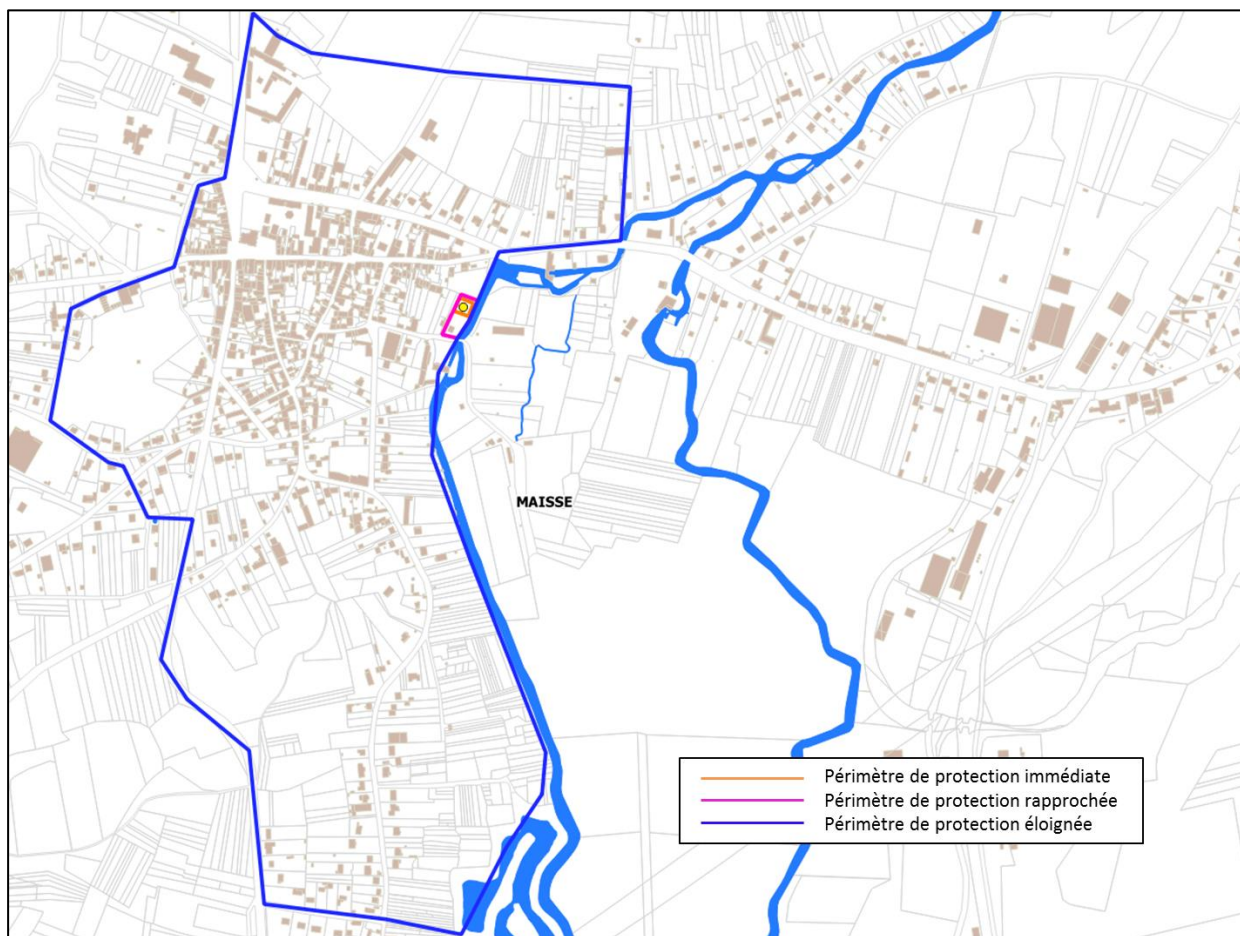 MAISSE
Périmètre de protection immédiate
Périmètre de protection rapprochée
Périmètre de protection éloignée